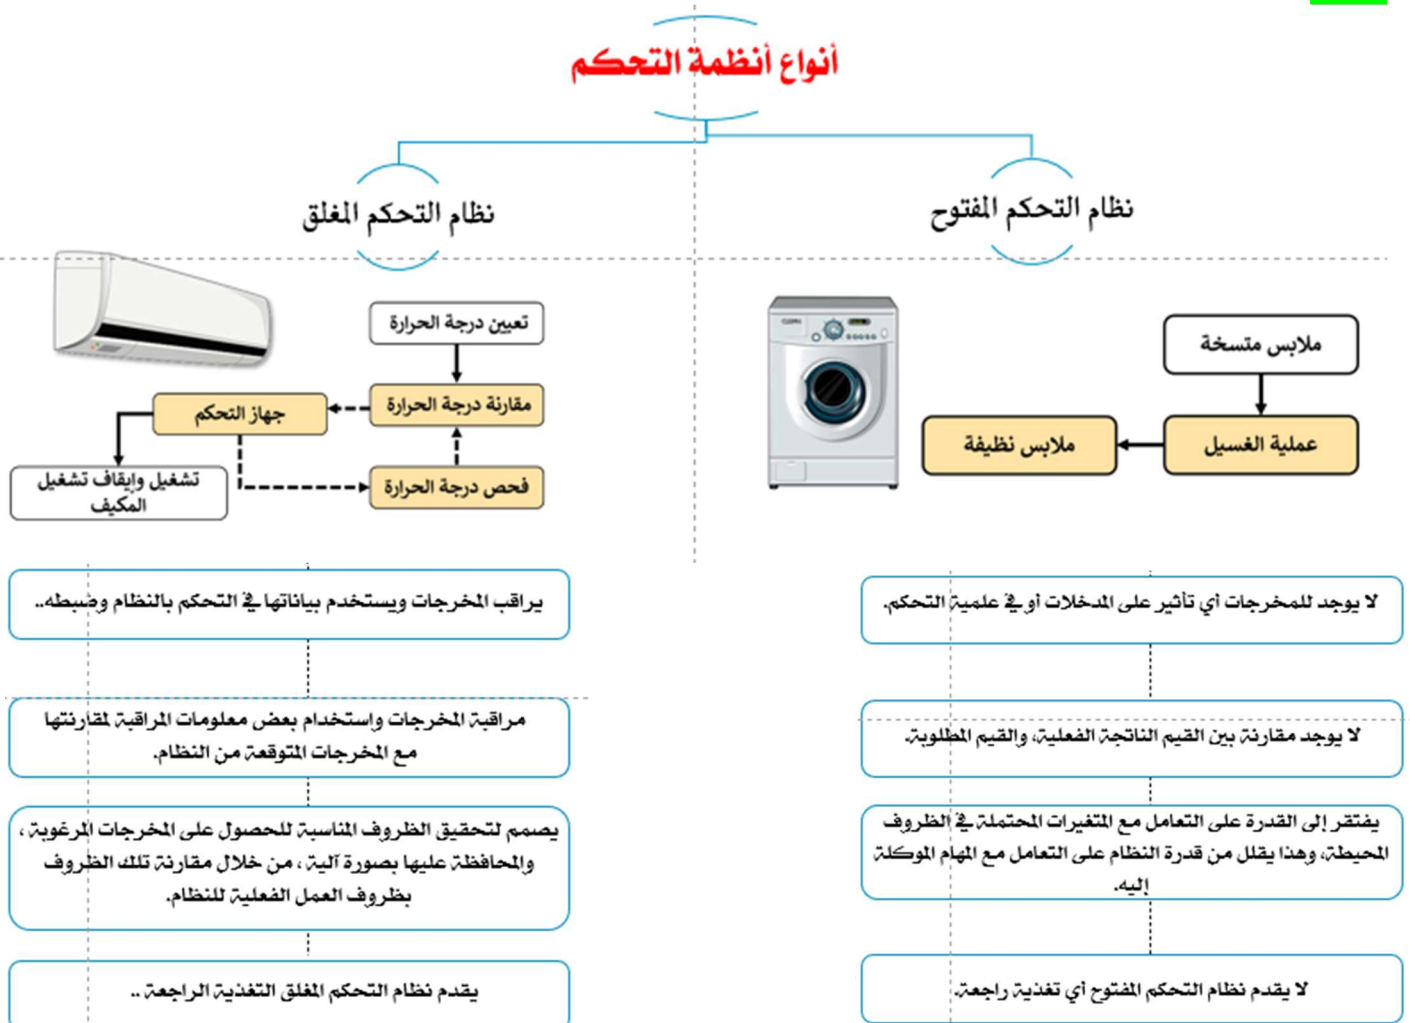 أنواع أنظمة التحكم
نظام التحكم المفتوح
ملابس متسخة
عملية الغسيل
ملابس نظيفة
لا يوجد للمخرجات أي تأثير على المدخلات أو في علمية التحكم.
لا يوجد مقارنة بين القيم الناتجة الفعلية، والقيم المطلوبة.
يفتقر إلى القدرة على التعامل مع المتغيرات المحتملة في الظروف
المحيطة، وهذا يقلل من قدرة النظام على التعامل مع المهام الموكلة
إليه.
لا يقدم نظام التحكم المفتوح أي تغذية راجعة.
نظام التحكم المغلق
تعيين درجة الحرارة
مقارنة درجة الحرارة
جهاز التحكم
فحص درجة الحرارة
تشغيل وإيقاف تشغيل
المكيف
يراقب المخرجات ويستخدم بياناتها في التحكم بالنظام وضبطه..
مراقبة المخرجات واستخدام بعض معلومات المراقبة لمقارنتها
مع المخرجات المتوقعة من النظام.
يصمم لتحقيق الظروف المناسبة للحصول على المخرجات المرغوبة ،
والمحافظة عليها بصورة آلية ، من خلال مقارنة تلك الظروف
بظروف العمل الفعلية للنظام.
يقدم نظام التحكم المغلق التغذية الراجعة ..